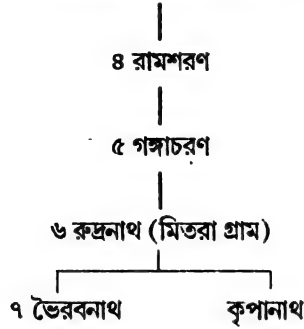 ৪ রামশরণ
৫ গঙ্গাচরণ
৬ রুদ্রনাথ (মিতরা গ্রাম)
৭ ভৈরবনাথ কৃপানাথ